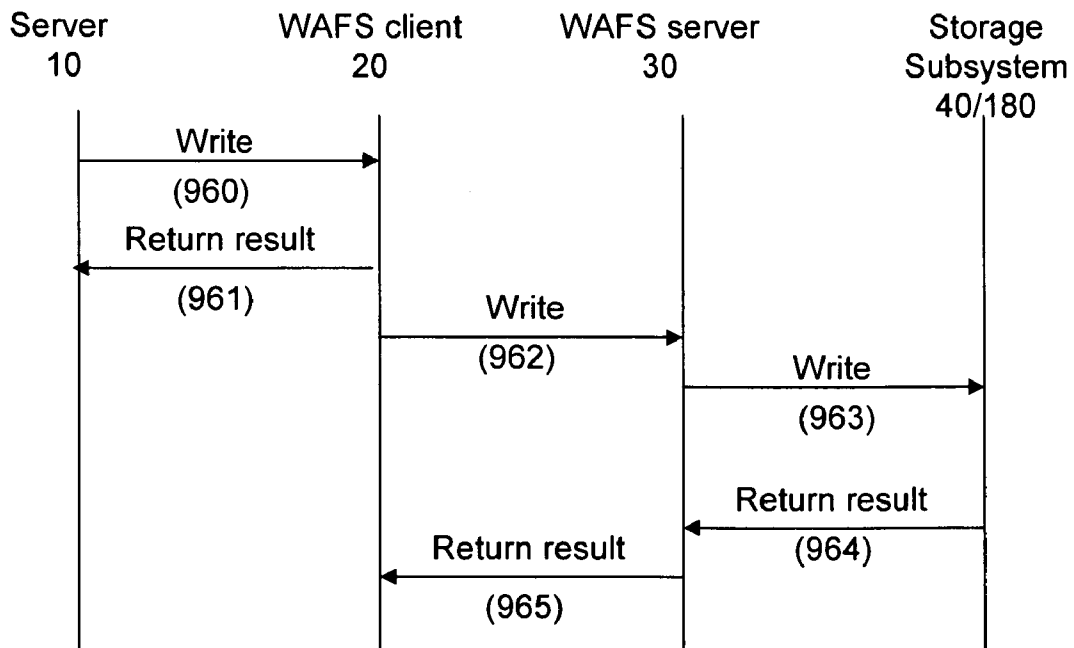 Server
10
WAFS client
20
WAFS server
30
Storage
Subsystem
40/180
Write
(960)
Return result
(961)
Write
(962)
Write
(963)
Return result
(964)
Return result
(965)